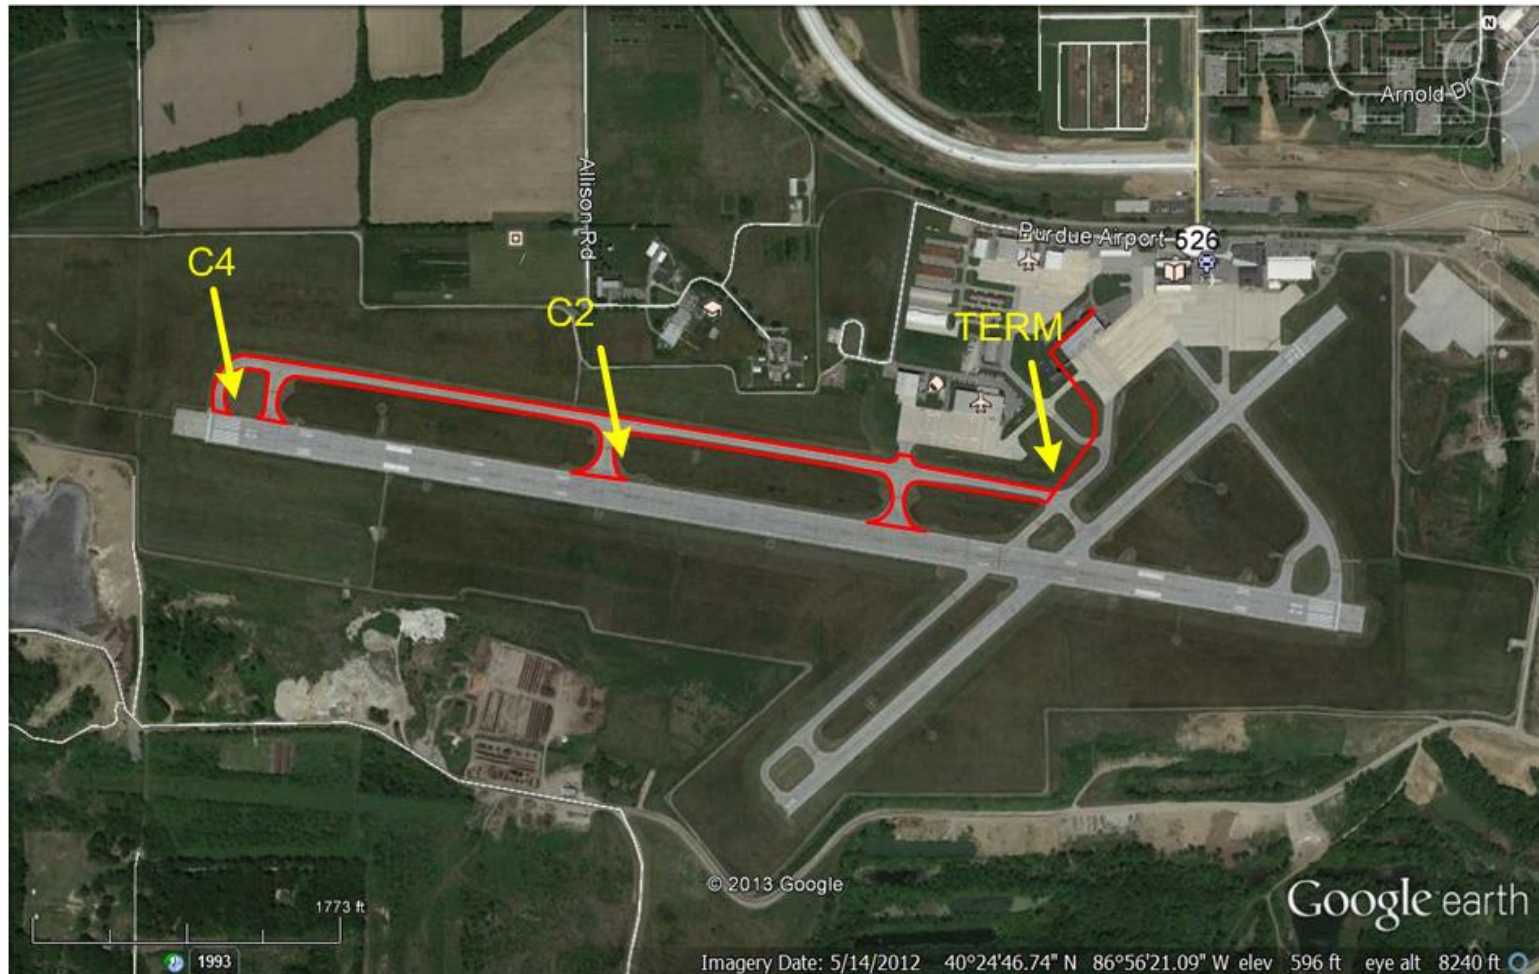 N
Arnold Dr
Allison Rd
Purdue Airport
526
C4
C2
TERM
© 2013 Google
Google earth
1773 ft
1993
Imagery Date: 5/14/2012 40°24'46.74" N 86°56'21.09" W elev 596 ft eye alt 8240 ft